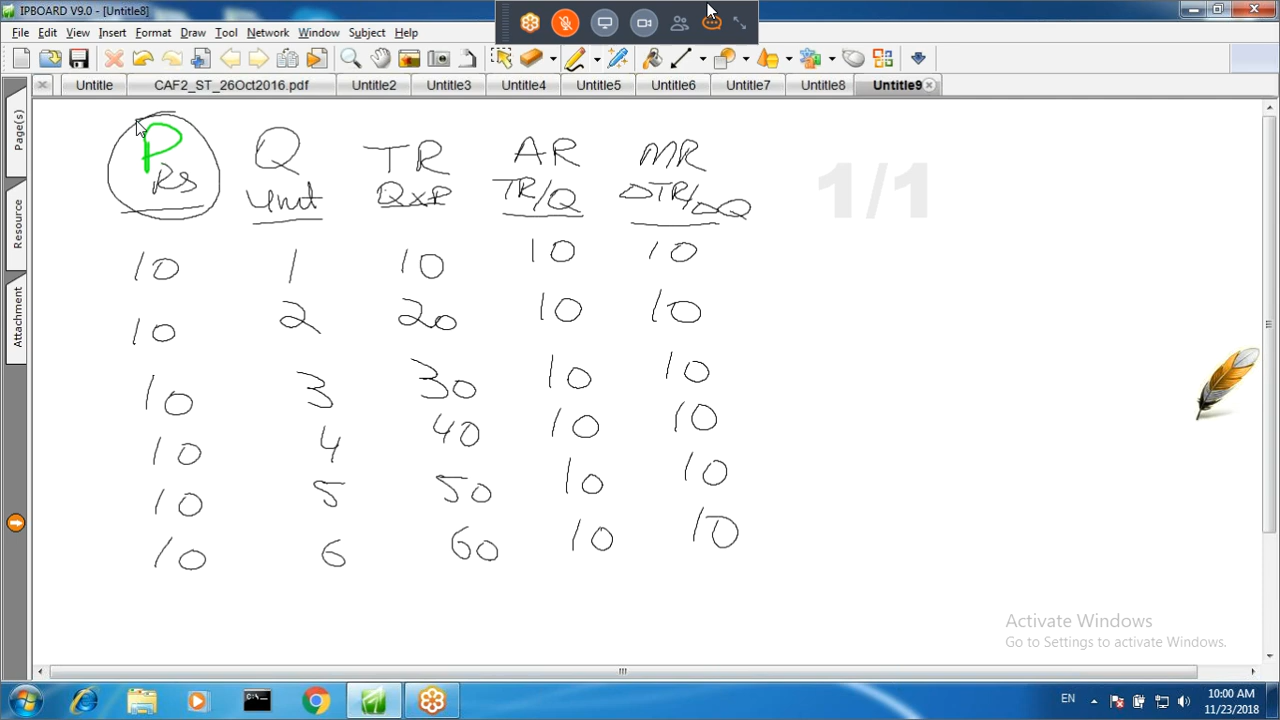 IPBOARD V9.0 - [Untitle8]
File Edit View Insert Format Draw Tool Network Window Subject Help
Untitle CAF2_ST_26Oct2016.pdf Untitle2 Untitle3 Untitle4 Untitle5 Untitle6 Untitle7 Untitle8 Untitle9
Page(s)
Resource
Attachment
1/1
P Q TR AR MR
Rs unit Q×P TR/Q △TR/△Q
10 1 10 10 10
10 2 20 10 10
10 3 30 10 10
10 4 40 10 10
10 5 50 10 10
10 6 60 10 10
Activate Windows
Go to Settings to activate Windows.
EN
10:00 AM
11/23/2018